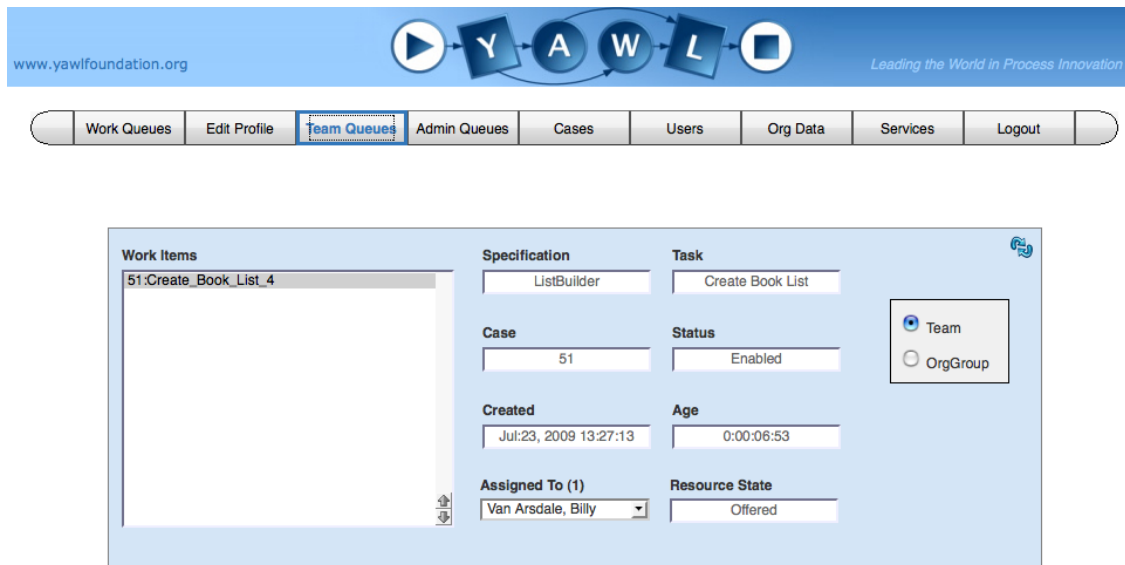 www.yawlfoundation.org
YAWL
Leading the World in Process Innovation
Work Queues Edit Profile Team Queues Admin Queues Cases Users Org Data Services Logout
Work Items
51:Create_Book_List_4
Specification Task
ListBuilder Create Book List
Team
OrgGroup
Case Status
51 Enabled
Created Age
Jul:23, 2009 13:27:13 0:00:06:53
Assigned To (1) Resource State
Van Arsdale, Billy Offered